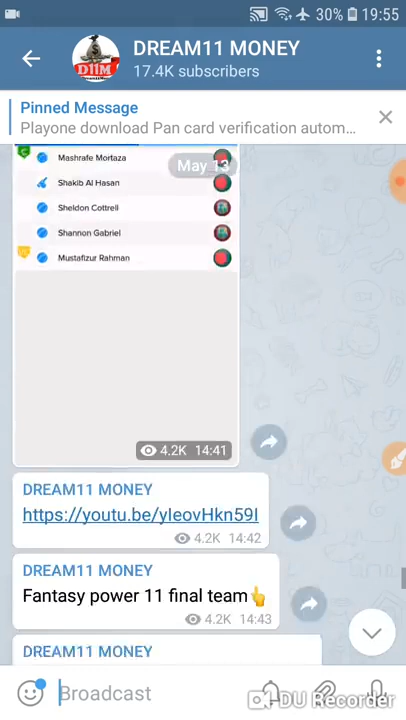 30% 19:55
DREAM11 MONEY
17.4K subscribers
D11M
Pinned Message
Playone download Pan card verification autom...
Mashrafe Mortaza
May 13
Shakib Al Hasan
Sheldon Cottrell
Shannon Gabriel
Mustafizur Rahman
4.2K 14:41
DREAM11 MONEY
https://youtu.be/yIeovHkn59I
4.2K 14:42
DREAM11 MONEY
Fantasy power 11 final team👆
4.2K 14:43
DREAM11 MONEY
Broadcast
DU Recorder